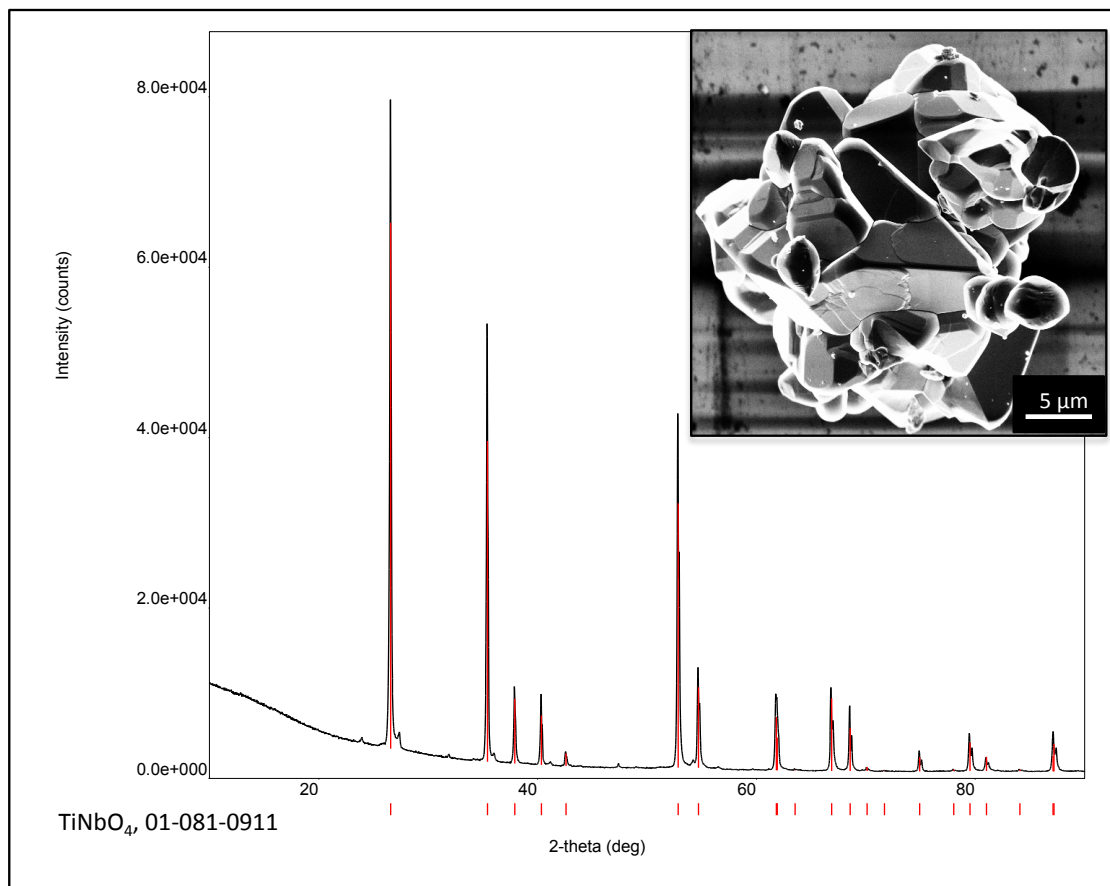 8.0e+004
6.0e+004
4.0e+004
2.0e+004
0.0e+000
Intensity (counts)
5 µm
20
40
60
80
TiNbO₄, 01-081-0911
2-theta (deg)